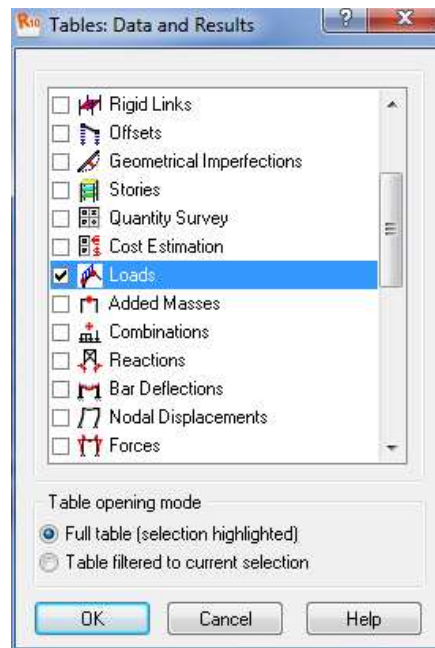 R10 Tables: Data and Results
Rigid Links
Offsets
Geometrical Imperfections
Stories
Quantity Survey
Cost Estimation
Loads
Added Masses
Combinations
Reactions
Bar Deflections
Nodal Displacements
Forces
Table opening mode
Full table (selection highlighted)
Table filtered to current selection
OK Cancel Help